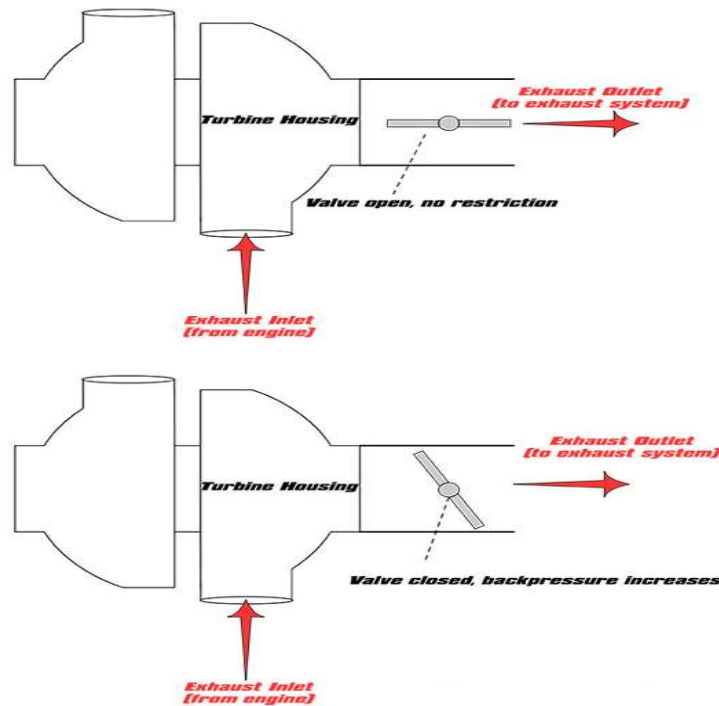 Exhaust Outlet
(to exhaust system)
Turbine Housing
Valve open, no restriction
Exhaust Inlet
(from engine)
Exhaust Outlet
(to exhaust system)
Turbine Housing
Valve closed, backpressure increases
Exhaust Inlet
(from engine)